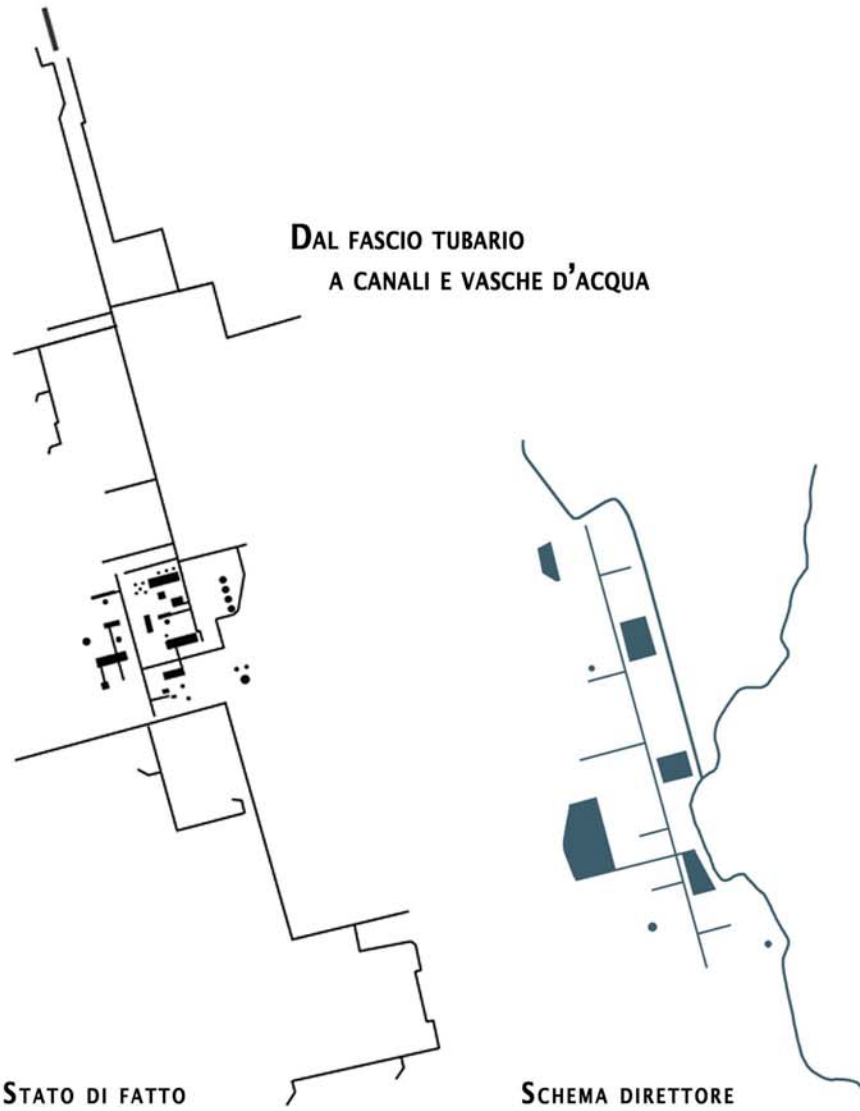 Dal fascio tubario
a canali e vasche d'acqua
Stato di fatto
Schema direttore